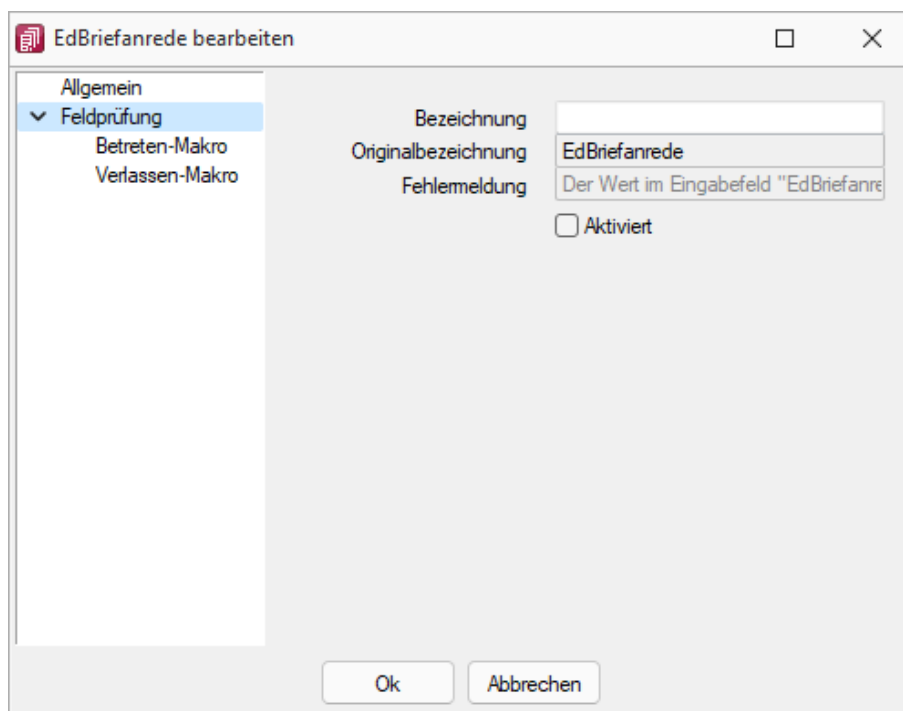 EdBriefanrede bearbeiten
Allgemein
Feldprüfung
Betreten-Makro
Verlassen-Makro
Bezeichnung
Originalbezeichnung EdBriefanrede
Fehlermeldung Der Wert im Eingabefeld "EdBriefanre
Aktiviert
Ok Abbrechen